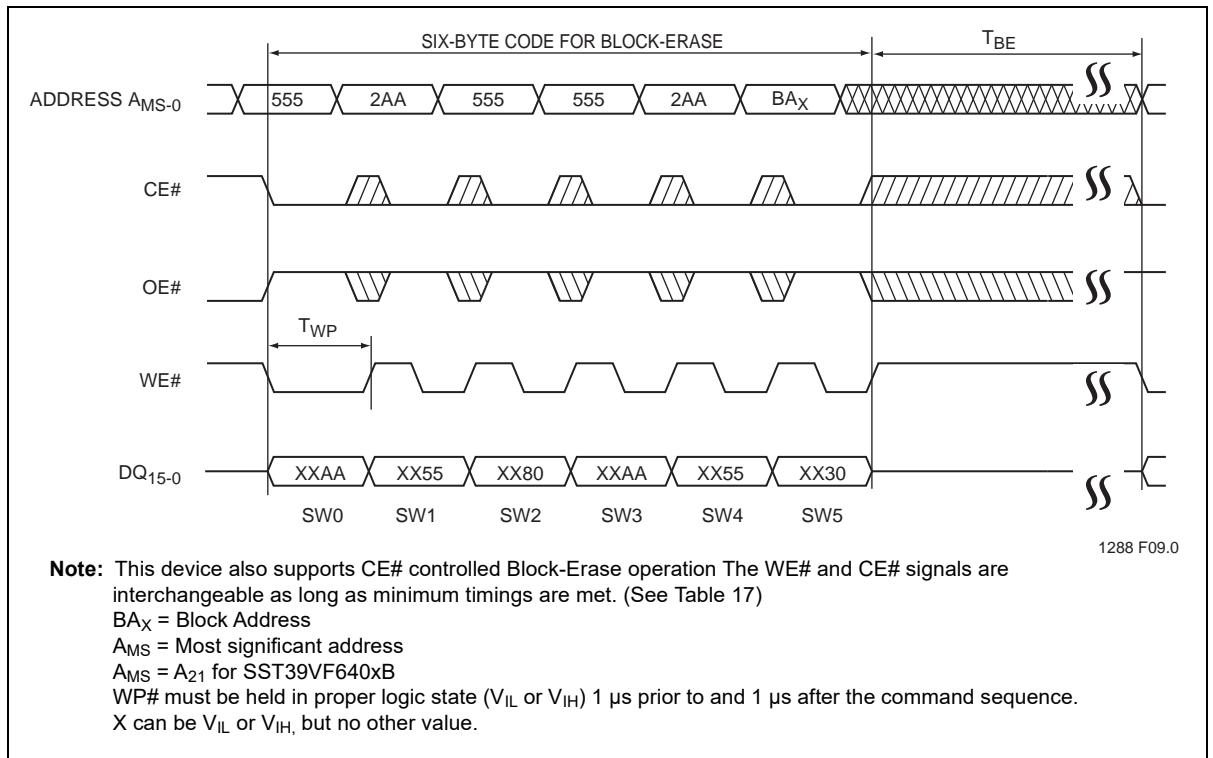 SIX-BYTE CODE FOR BLOCK-ERASE TBE
ADDRESS AMS-0 555 2AA 555 555 2AA BAX
CE#
OE#
TWP
WE#
DQ15-0 XXAA XX55 XX80 XXAA XX55 XX30
SW0 SW1 SW2 SW3 SW4 SW5
1288 F09.0
Note: This device also supports CE# controlled Block-Erase operation The WE# and CE# signals are
interchangeable as long as minimum timings are met. (See Table 17)
BAX = Block Address
AMS = Most significant address
AMS = A21 for SST39VF640xB
WP# must be held in proper logic state (VIL or VIH) 1 µs prior to and 1 µs after the command sequence.
X can be VIL or VIH, but no other value.